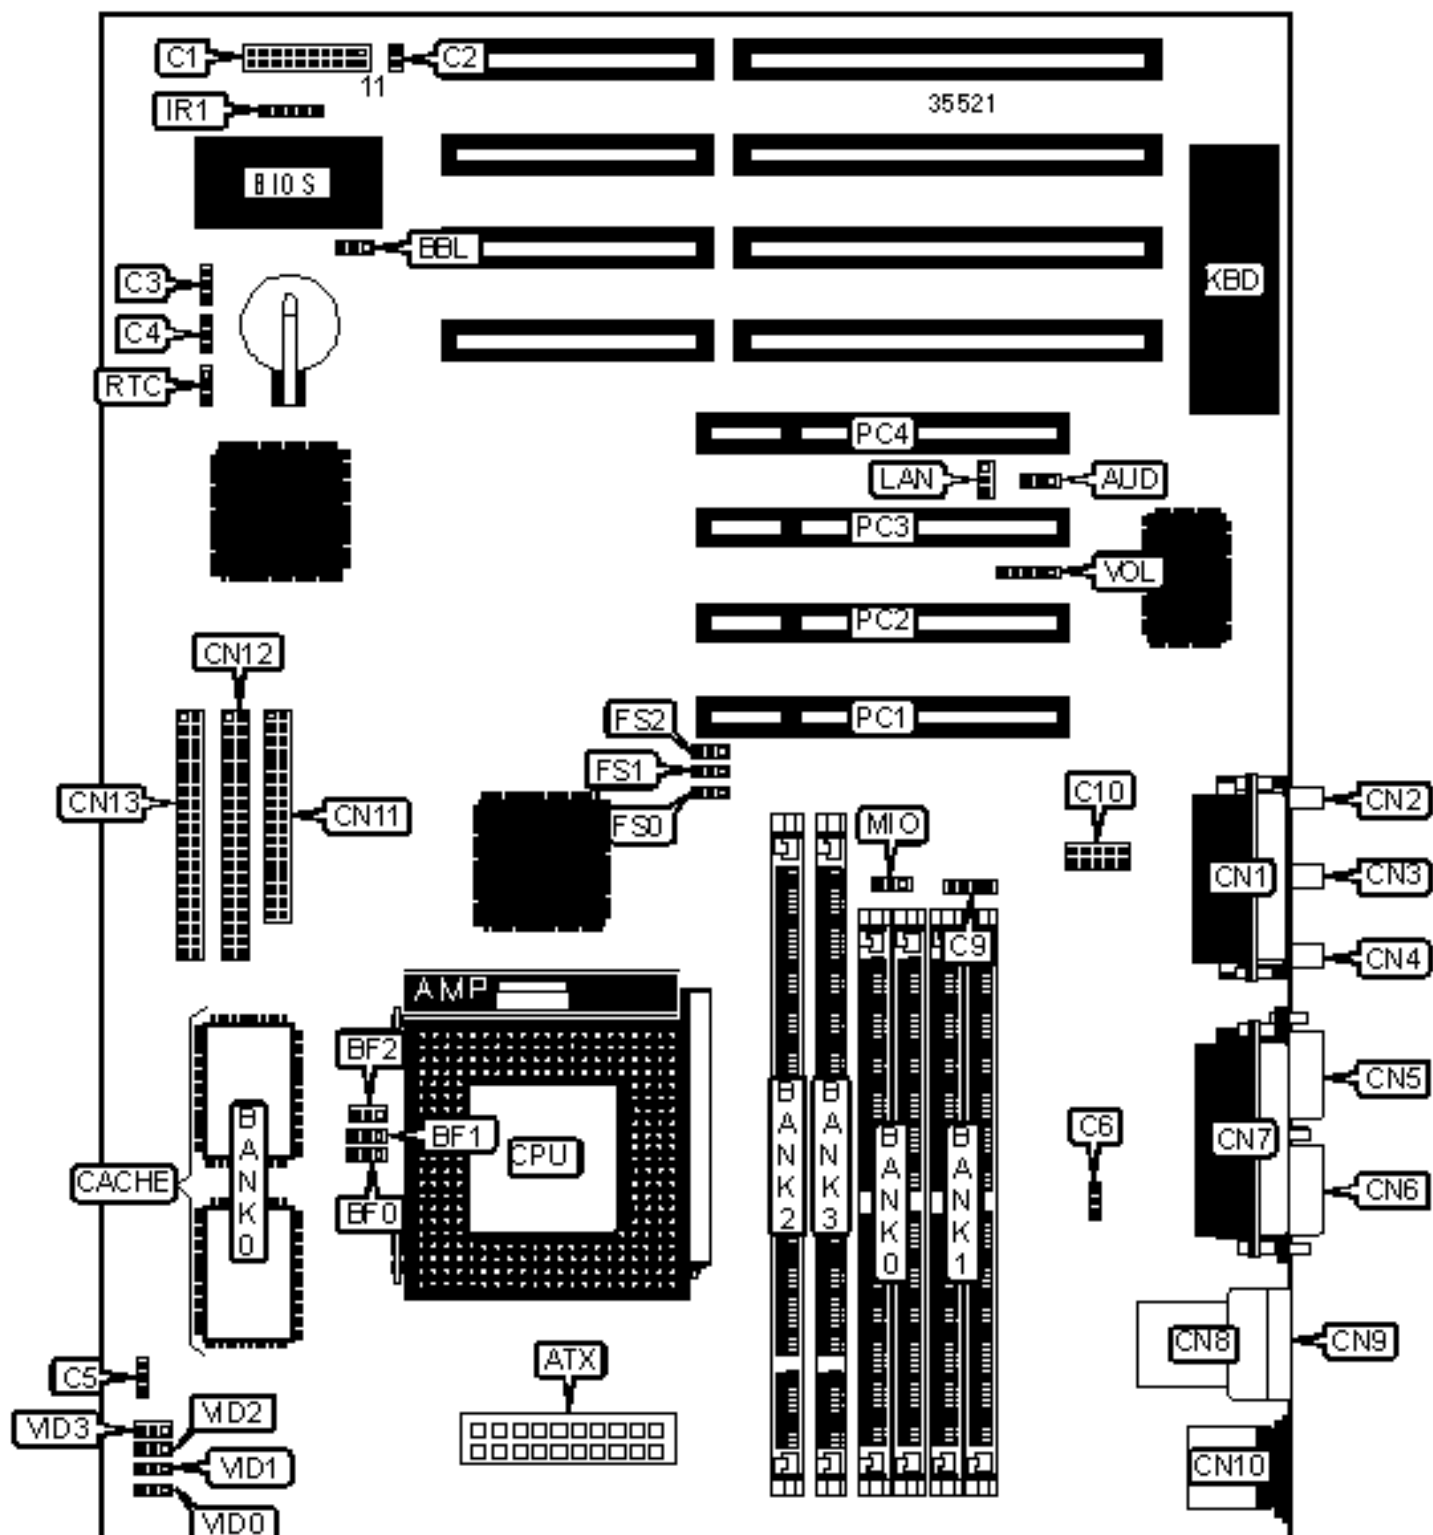 C1
C2
11
IR1
35521
BIOS
BBL
C3
KBD
C4
RTC
PC4
LAN
AUD
PC3
VOL
PC2
CN12
FS2
PC1
FS1
CN13
CN11
FS0
MIO
C10
CN2
CN1
CN3
C9
CN4
AMP
BF2
BANK0
BANK2
BANK3
BANK0
BANK1
CN5
BF1
CPU
C6
CN7
CACHE
CN6
BF0
CN8
CN9
C5
ATX
VID3
VID2
VID1
CN10
VID0